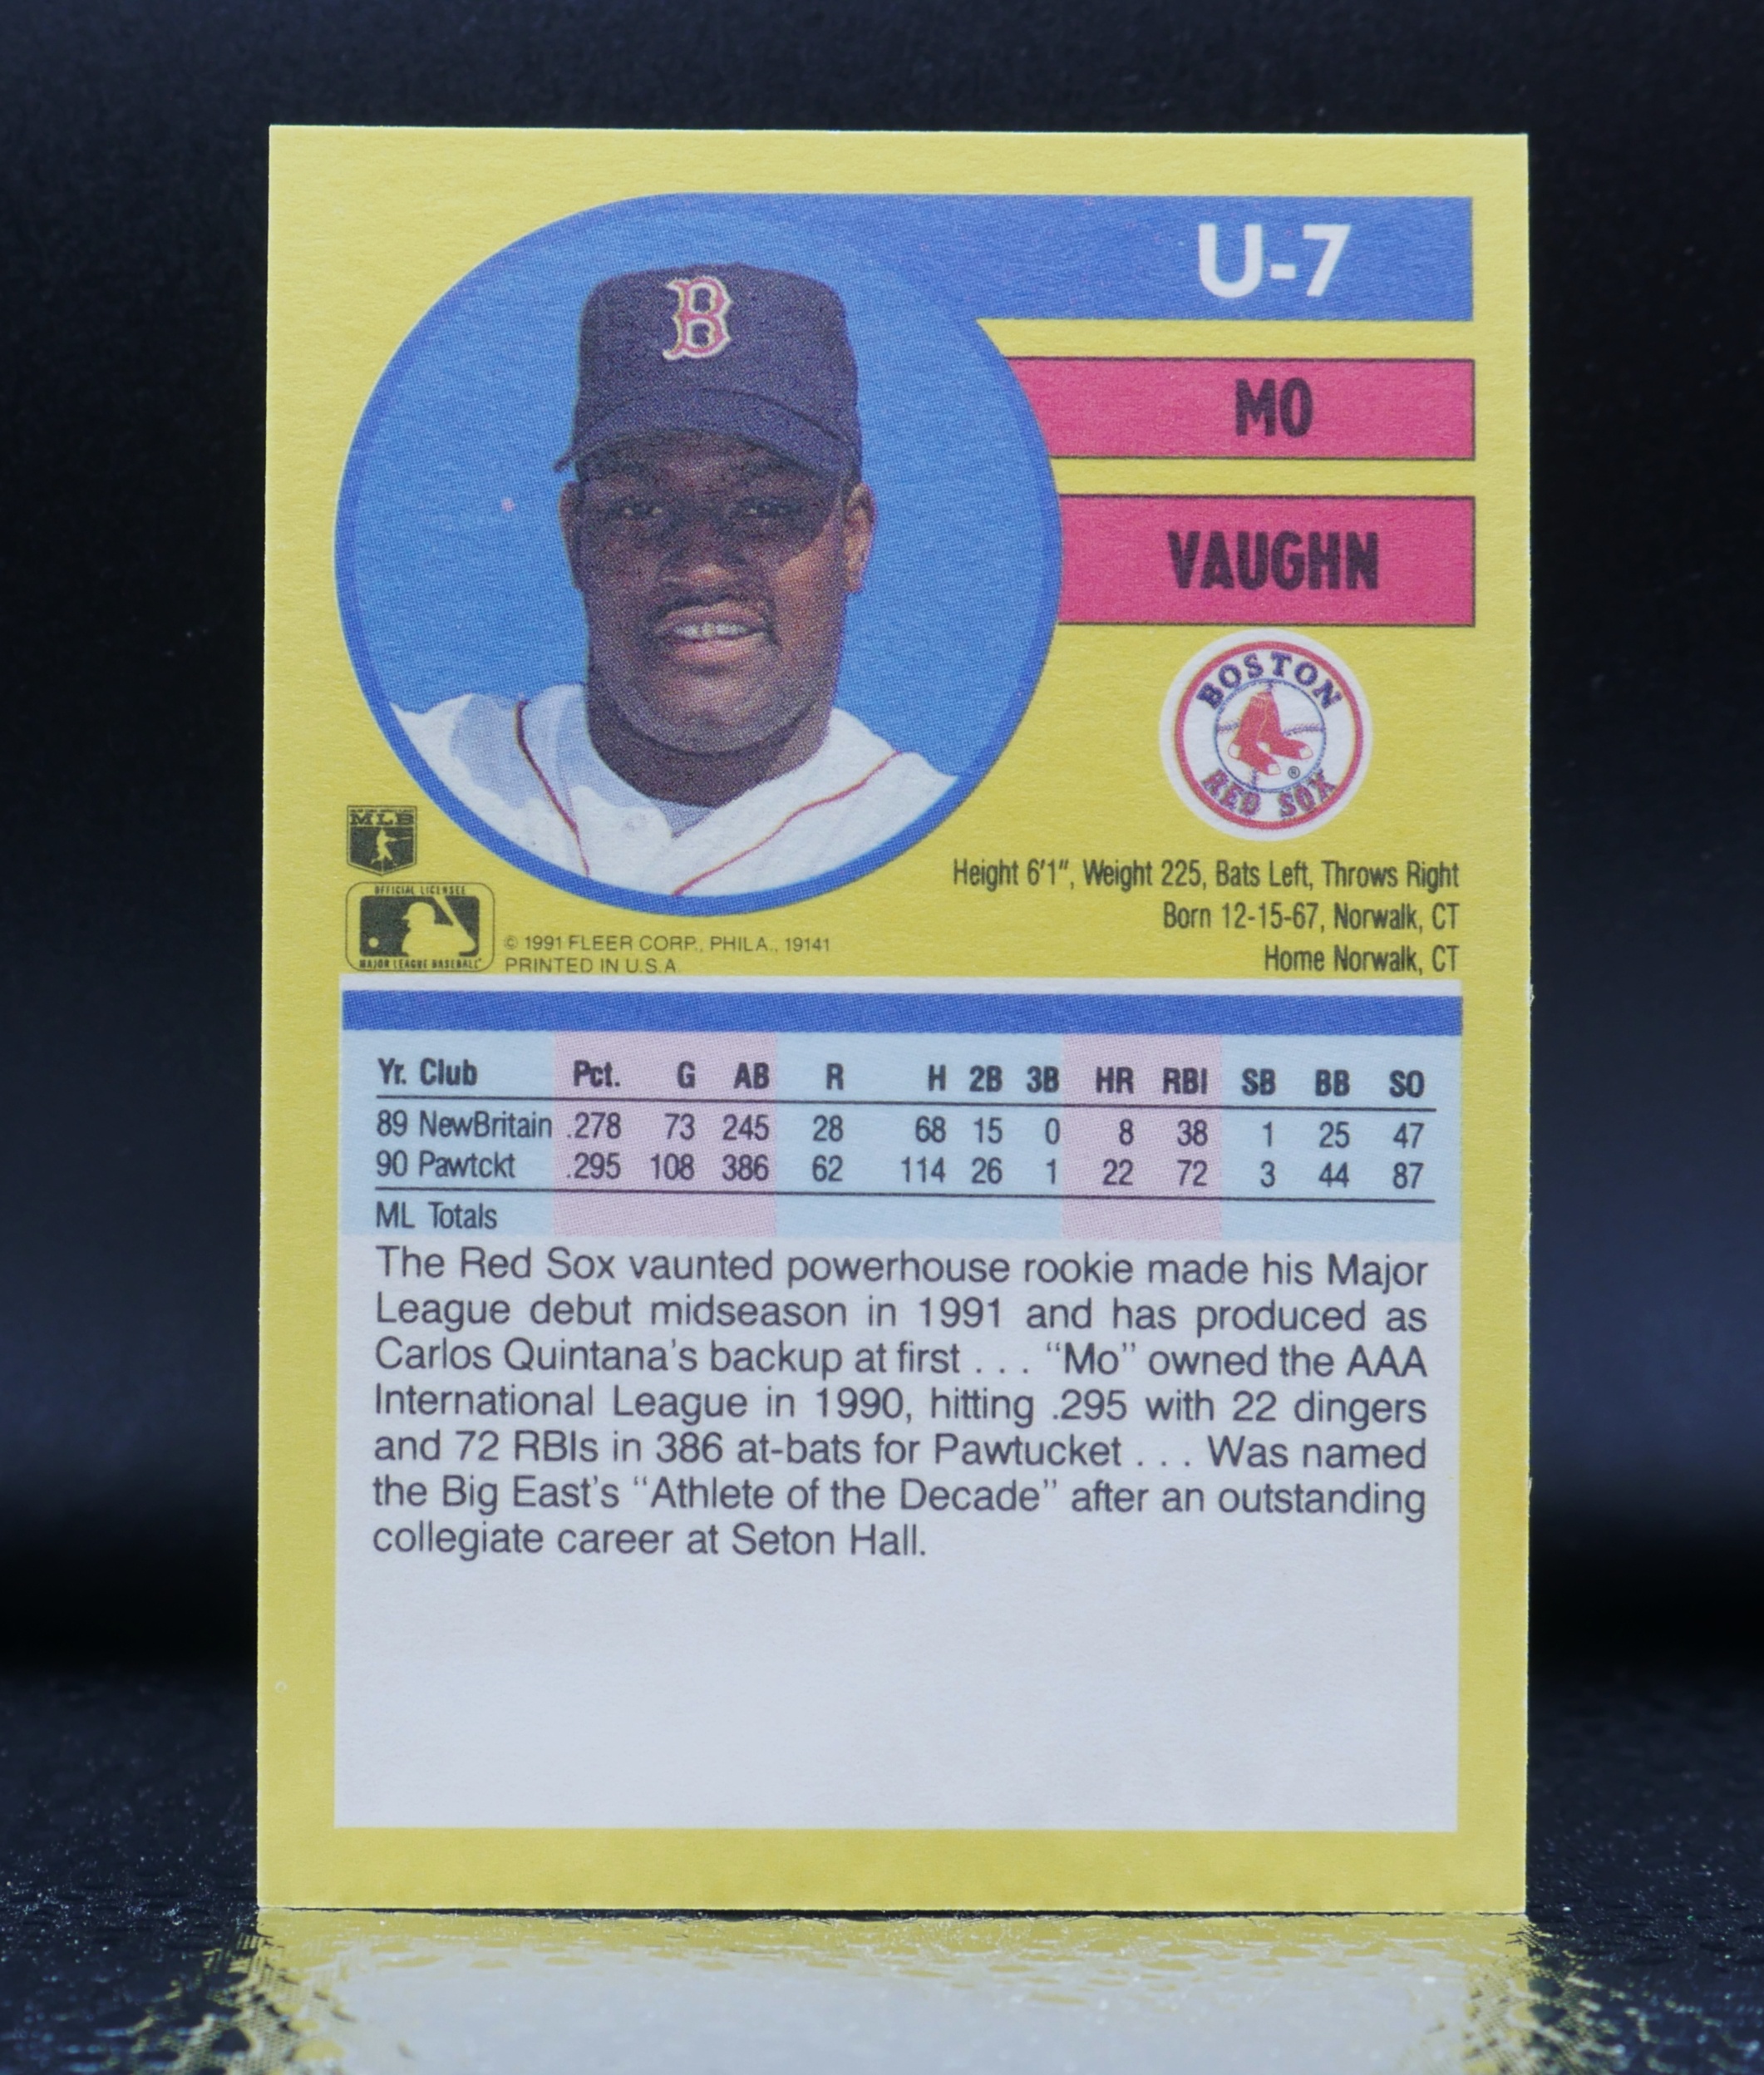 U-7
B
MO
VAUGHN
BOSTON
RED SOX
®
MLB
OFFICIAL LICENSEE
MAJOR LEAGUE BASEBALL
© 1991 FLEER CORP., PHILA., 19141
PRINTED IN U.S.A.
Height 6'1", Weight 225, Bats Left, Throws Right
Born 12-15-67, Norwalk, CT
Home Norwalk, CT
Yr. Club Pct. G AB R H 2B 3B HR RBI SB BB SO
89 NewBritain .278 73 245 28 68 15 0 8 38 1 25 47
90 Pawtckt .295 108 386 62 114 26 1 22 72 3 44 87
ML Totals
The Red Sox vaunted powerhouse rookie made his Major
League debut midseason in 1991 and has produced as
Carlos Quintana's backup at first . . . "Mo" owned the AAA
International League in 1990, hitting .295 with 22 dingers
and 72 RBIs in 386 at-bats for Pawtucket . . . Was named
the Big East's "Athlete of the Decade" after an outstanding
collegiate career at Seton Hall.